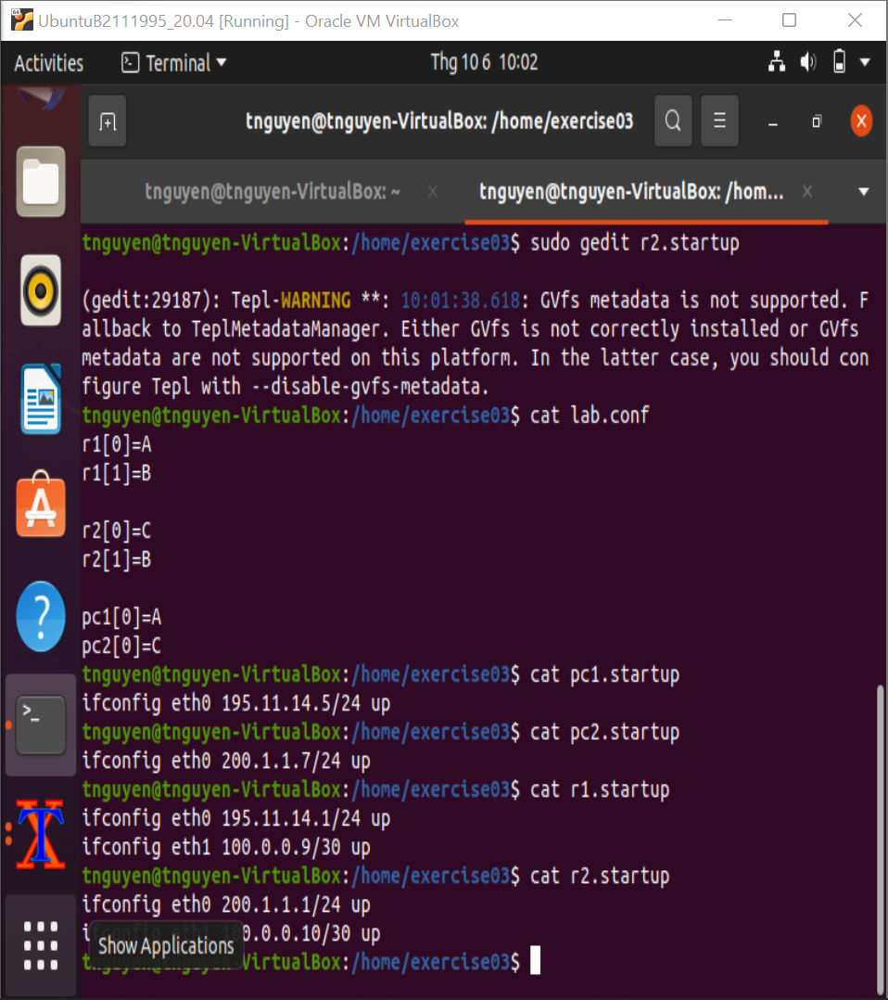 UbuntuB2111995_20.04 [Running] - Oracle VM VirtualBox
Activities Terminal Thg 10 6 10:02
tnguyen@tnguyen-VirtualBox: /home/exercise03
tnguyen@tnguyen-VirtualBox: ~ tnguyen@tnguyen-VirtualBox: /hom...
tnguyen@tnguyen-VirtualBox:/home/exercise03$ sudo gedit r2.startup
(gedit:29187): Tepl-WARNING **: 10:01:38.618: GVfs metadata is not supported. F
allback to TeplMetadataManager. Either GVfs is not correctly installed or GVfs
metadata are not supported on this platform. In the latter case, you should con
figure Tepl with --disable-gvfs-metadata.
tnguyen@tnguyen-VirtualBox:/home/exercise03$ cat lab.conf
r1[0]=A
r1[1]=B
r2[0]=C
r2[1]=B
pc1[0]=A
pc2[0]=C
tnguyen@tnguyen-VirtualBox:/home/exercise03$ cat pc1.startup
ifconfig eth0 195.11.14.5/24 up
tnguyen@tnguyen-VirtualBox:/home/exercise03$ cat pc2.startup
ifconfig eth0 200.1.1.7/24 up
tnguyen@tnguyen-VirtualBox:/home/exercise03$ cat r1.startup
ifconfig eth0 195.11.14.1/24 up
ifconfig eth1 100.0.0.9/30 up
tnguyen@tnguyen-VirtualBox:/home/exercise03$ cat r2.startup
ifconfig eth0 200.1.1.1/24 up
ifconfig eth1 100.0.0.10/30 up
Show Applications
tnguyen@tnguyen-VirtualBox:/home/exercise03$